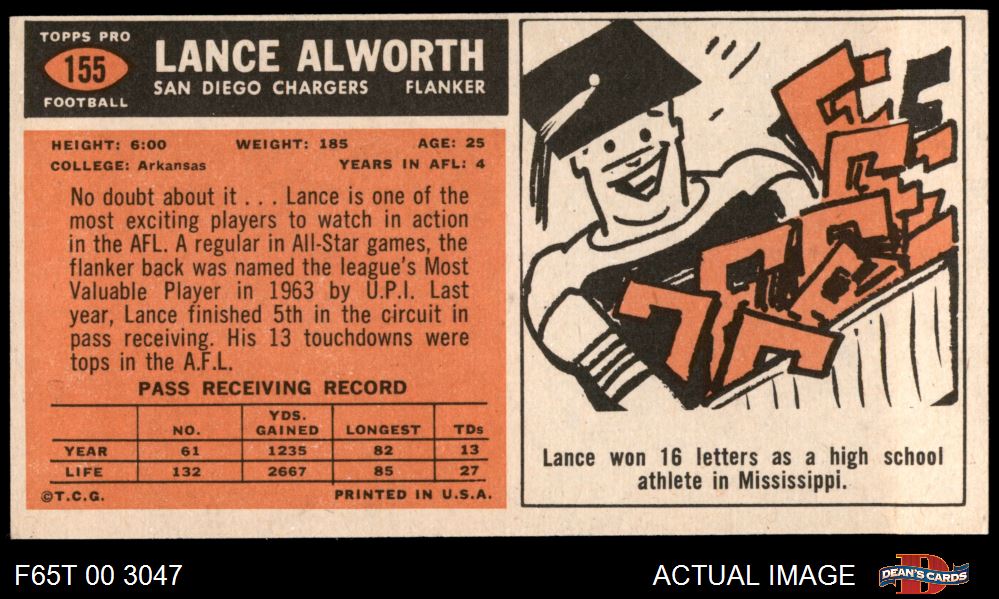 TOPPS PRO
155
FOOTBALL
LANCE ALWORTH
SAN DIEGO CHARGERS FLANKER
HEIGHT: 6:00 WEIGHT: 185 AGE: 25
COLLEGE: Arkansas YEARS IN AFL: 4
No doubt about it . . . Lance is one of the
most exciting players to watch in action
in the AFL. A regular in All-Star games, the
flanker back was named the league's Most
Valuable Player in 1963 by U.P.I. Last
year, Lance finished 5th in the circuit in
pass receiving. His 13 touchdowns were
tops in the A.F.L.
PASS RECEIVING RECORD
NO. YDS. GAINED LONGEST TDs
YEAR 61 1235 82 13
LIFE 132 2667 85 27
©T.C.G. PRINTED IN U.S.A.
Lance won 16 letters as a high school
athlete in Mississippi.
F65T 00 3047
ACTUAL IMAGE
D
DEAN'S CARDS